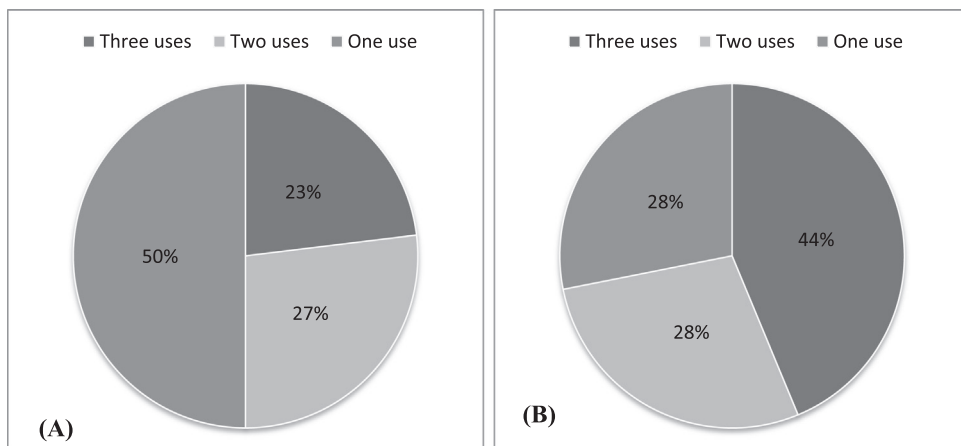 Three uses Two uses One use
23%
50%
27%
(A)
Three uses Two uses One use
28%
44%
28%
(B)